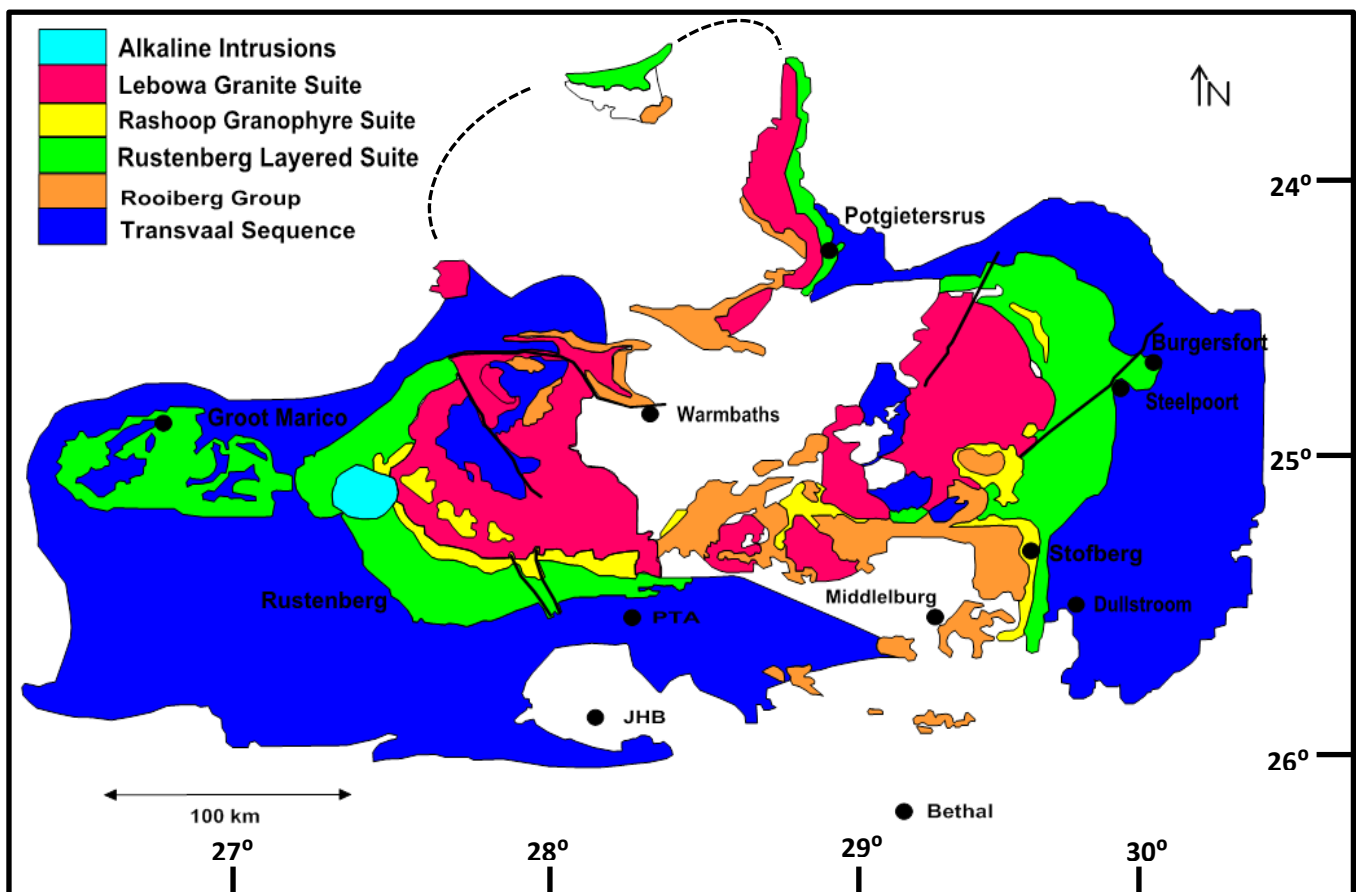 Alkaline Intrusions
Lebowa Granite Suite
Rashoop Granophyre Suite
Rustenberg Layered Suite
Rooiberg Group
Transvaal Sequence
N
24º
Potgietersrus
Burgersfort
Steelpoort
Groot Marico
Warmbaths
25º
Stofberg
Rustenberg
Middlelburg
Dullstroom
PTA
JHB
26º
100 km
Bethal
27º
28º
29º
30º